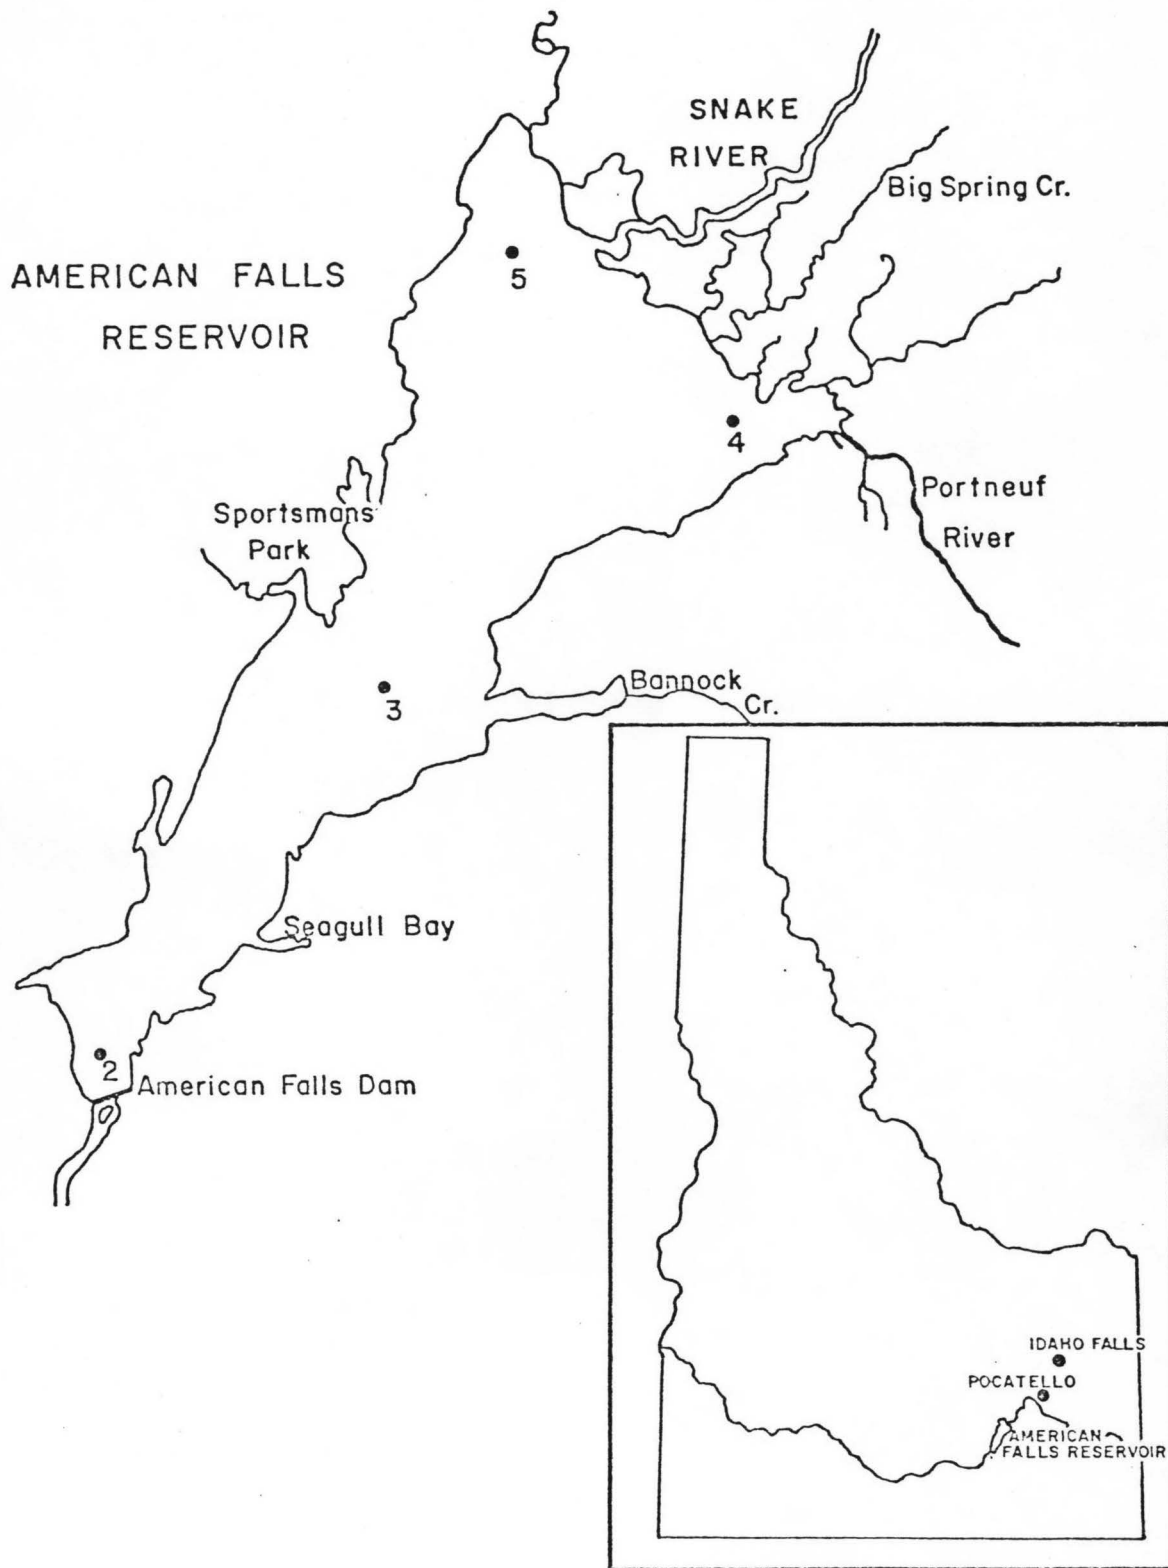 SNAKE
RIVER
Big Spring Cr.
AMERICAN FALLS
RESERVOIR
5
4
Portneuf
River
Sportsmans
Park
Bannock
Cr.
3
Seagull Bay
2
American Falls Dam
IDAHO FALLS
POCATELLO
AMERICAN
FALLS RESERVOIR